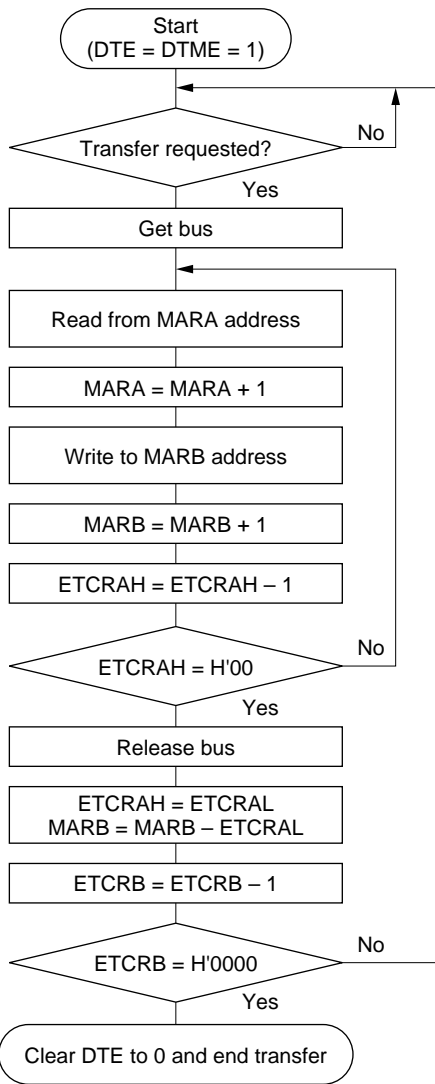 Start
(DTE = DTME = 1)
Transfer requested?
No
Yes
Get bus
Read from MARA address
MARA = MARA + 1
Write to MARB address
MARB = MARB + 1
ETCRAH = ETCRAH – 1
ETCRAH = H'00
No
Yes
Release bus
ETCRAH = ETCRAL
MARB = MARB – ETCRAL
ETCRB = ETCRB – 1
ETCRB = H'0000
No
Yes
Clear DTE to 0 and end transfer